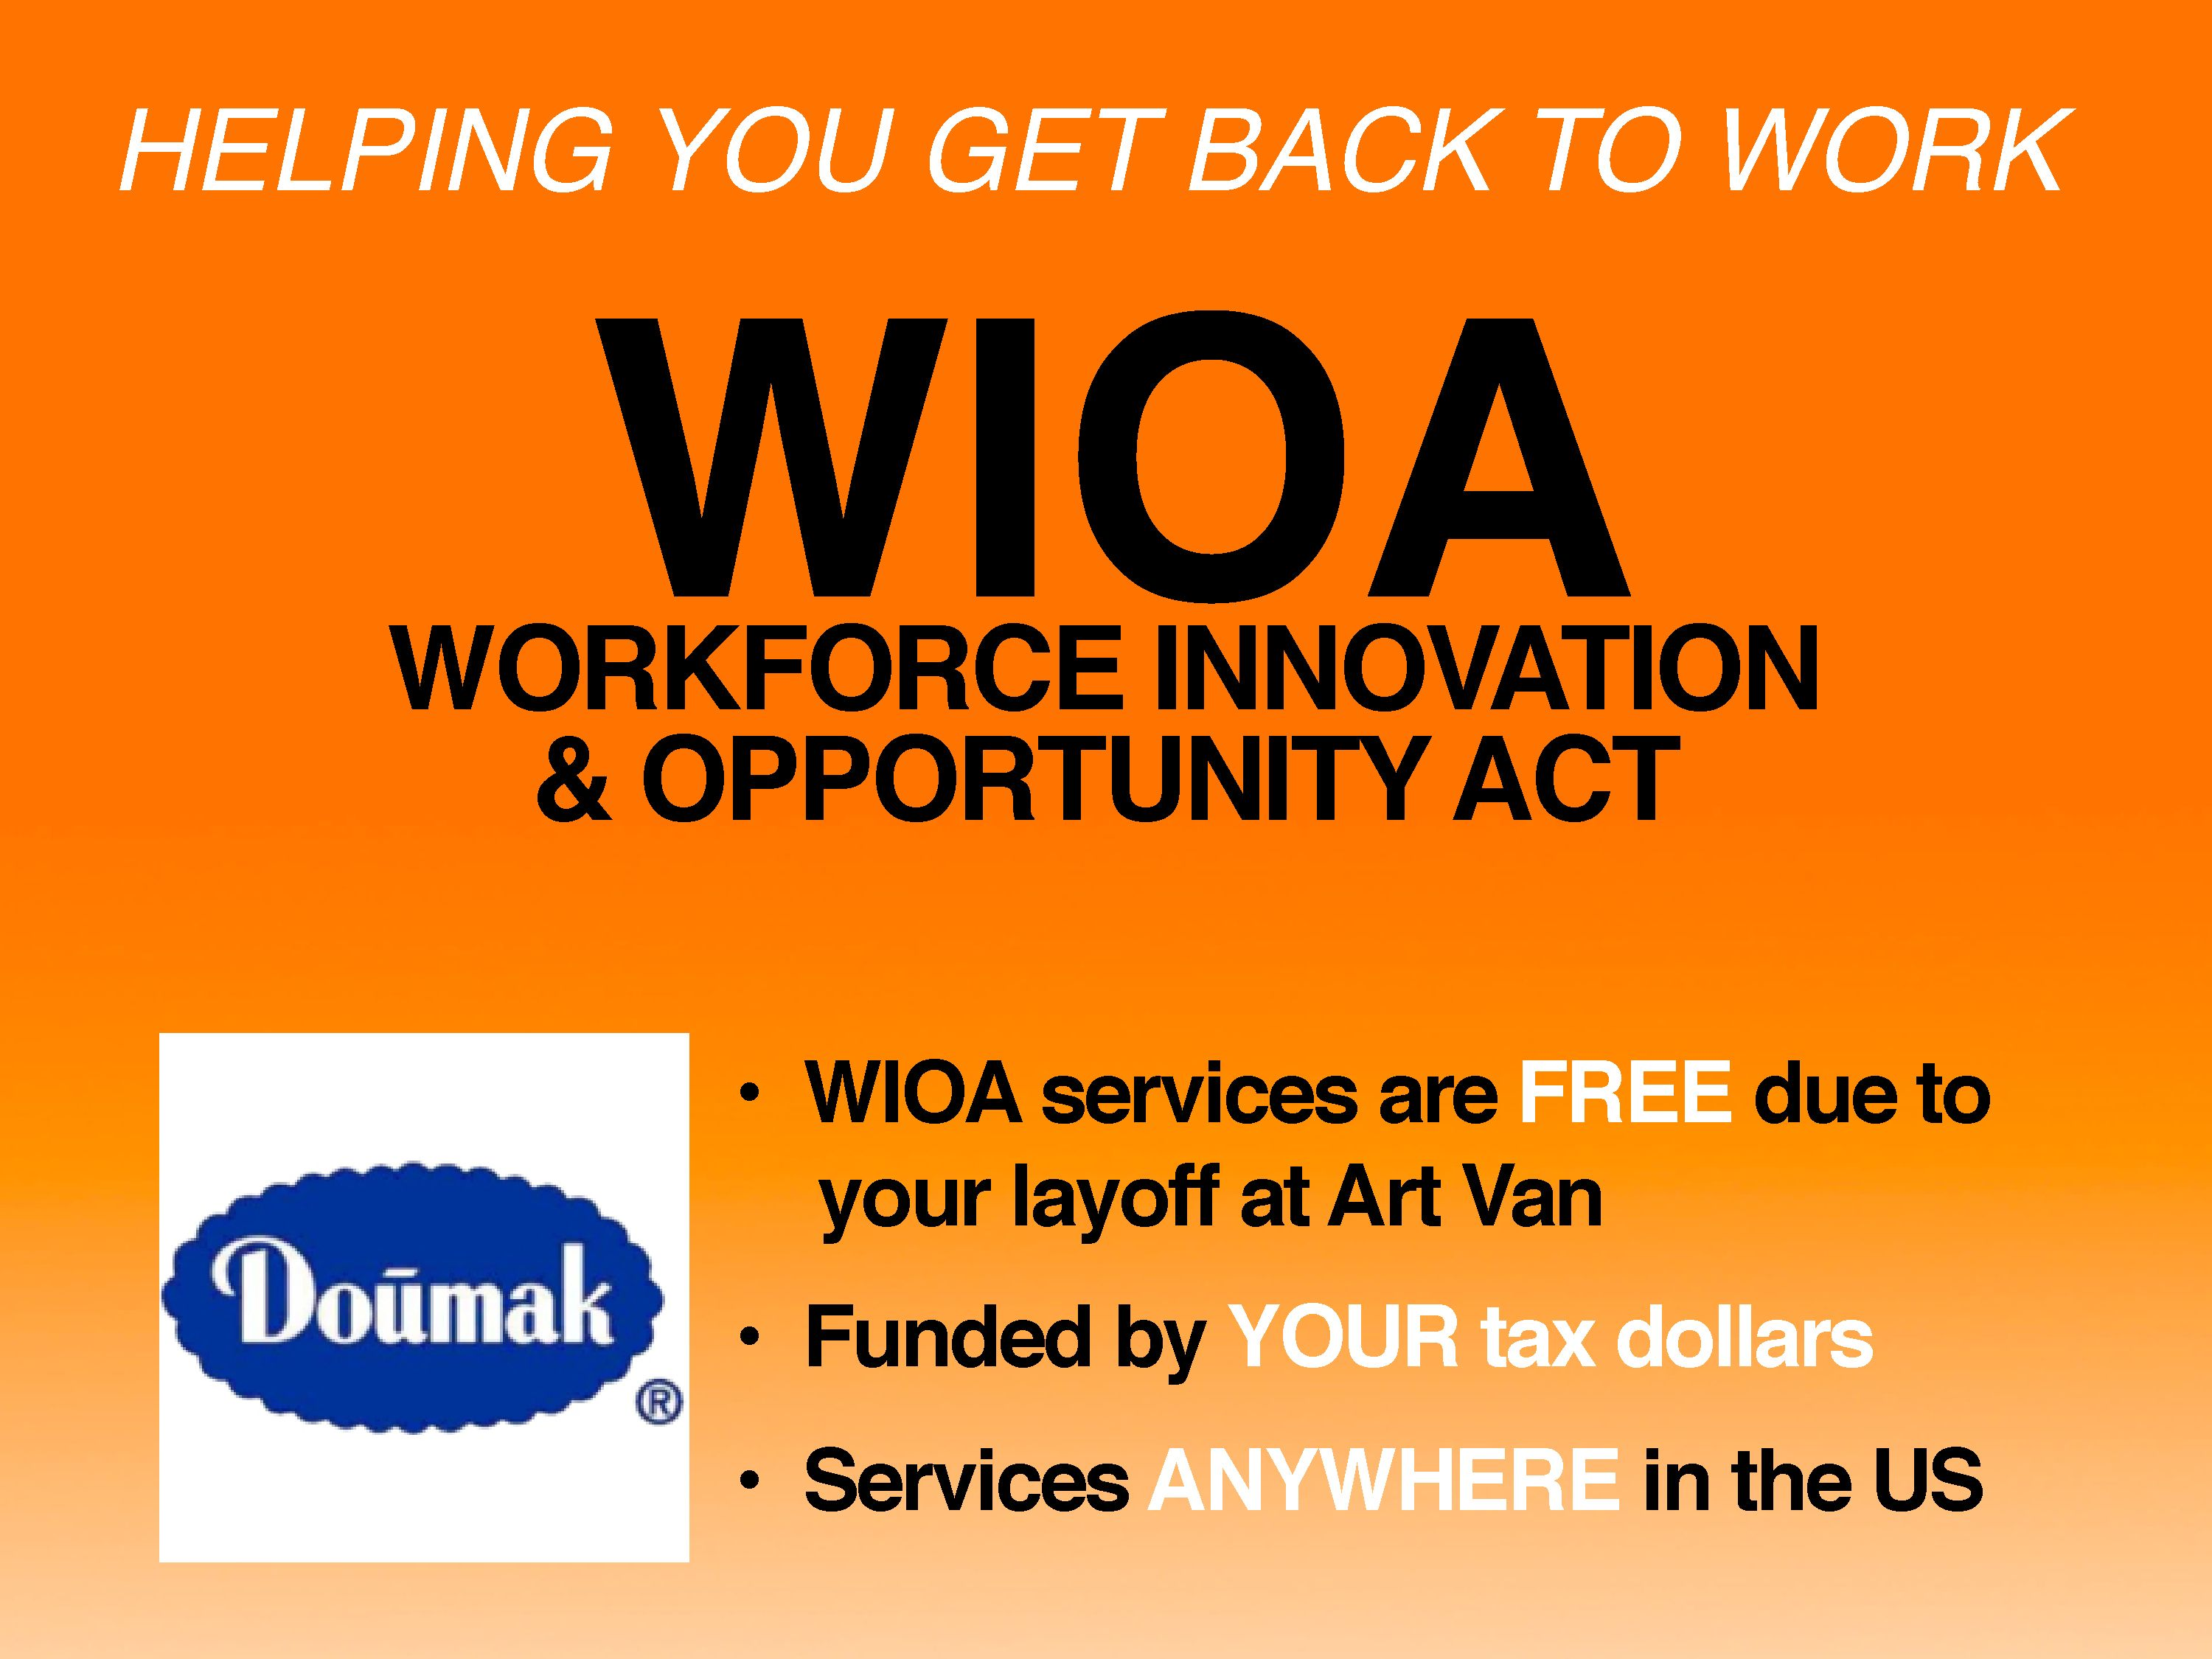 HELPING YOU GET BACK TO WORK
WIOA
WORKFORCE INNOVATION
& OPPORTUNITY ACT
Doūmak
®
• WIOA services are FREE due to
your layoff at Art Van
• Funded by YOUR tax dollars
• Services ANYWHERE in the US